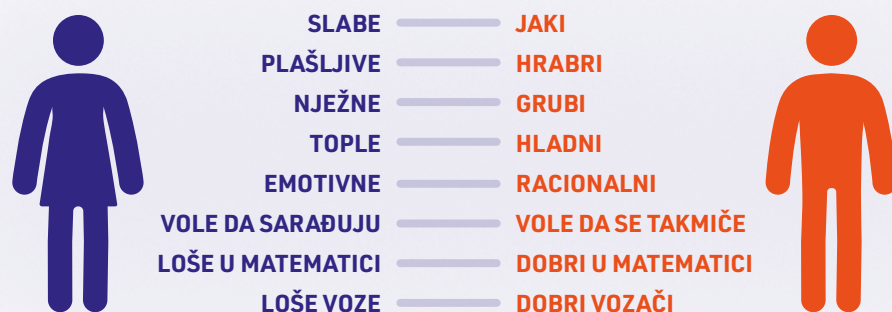 SLABE JAKI
PLAŠLJIVE HRABRI
NJEŽNE GRUBI
TOPLE HLADNI
EMOTIVNE RACIONALNI
VOLE DA SARAĐUJU VOLE DA SE TAKMIČE
LOŠE U MATEMATICI DOBRI U MATEMATICI
LOŠE VOZE DOBRI VOZAČI